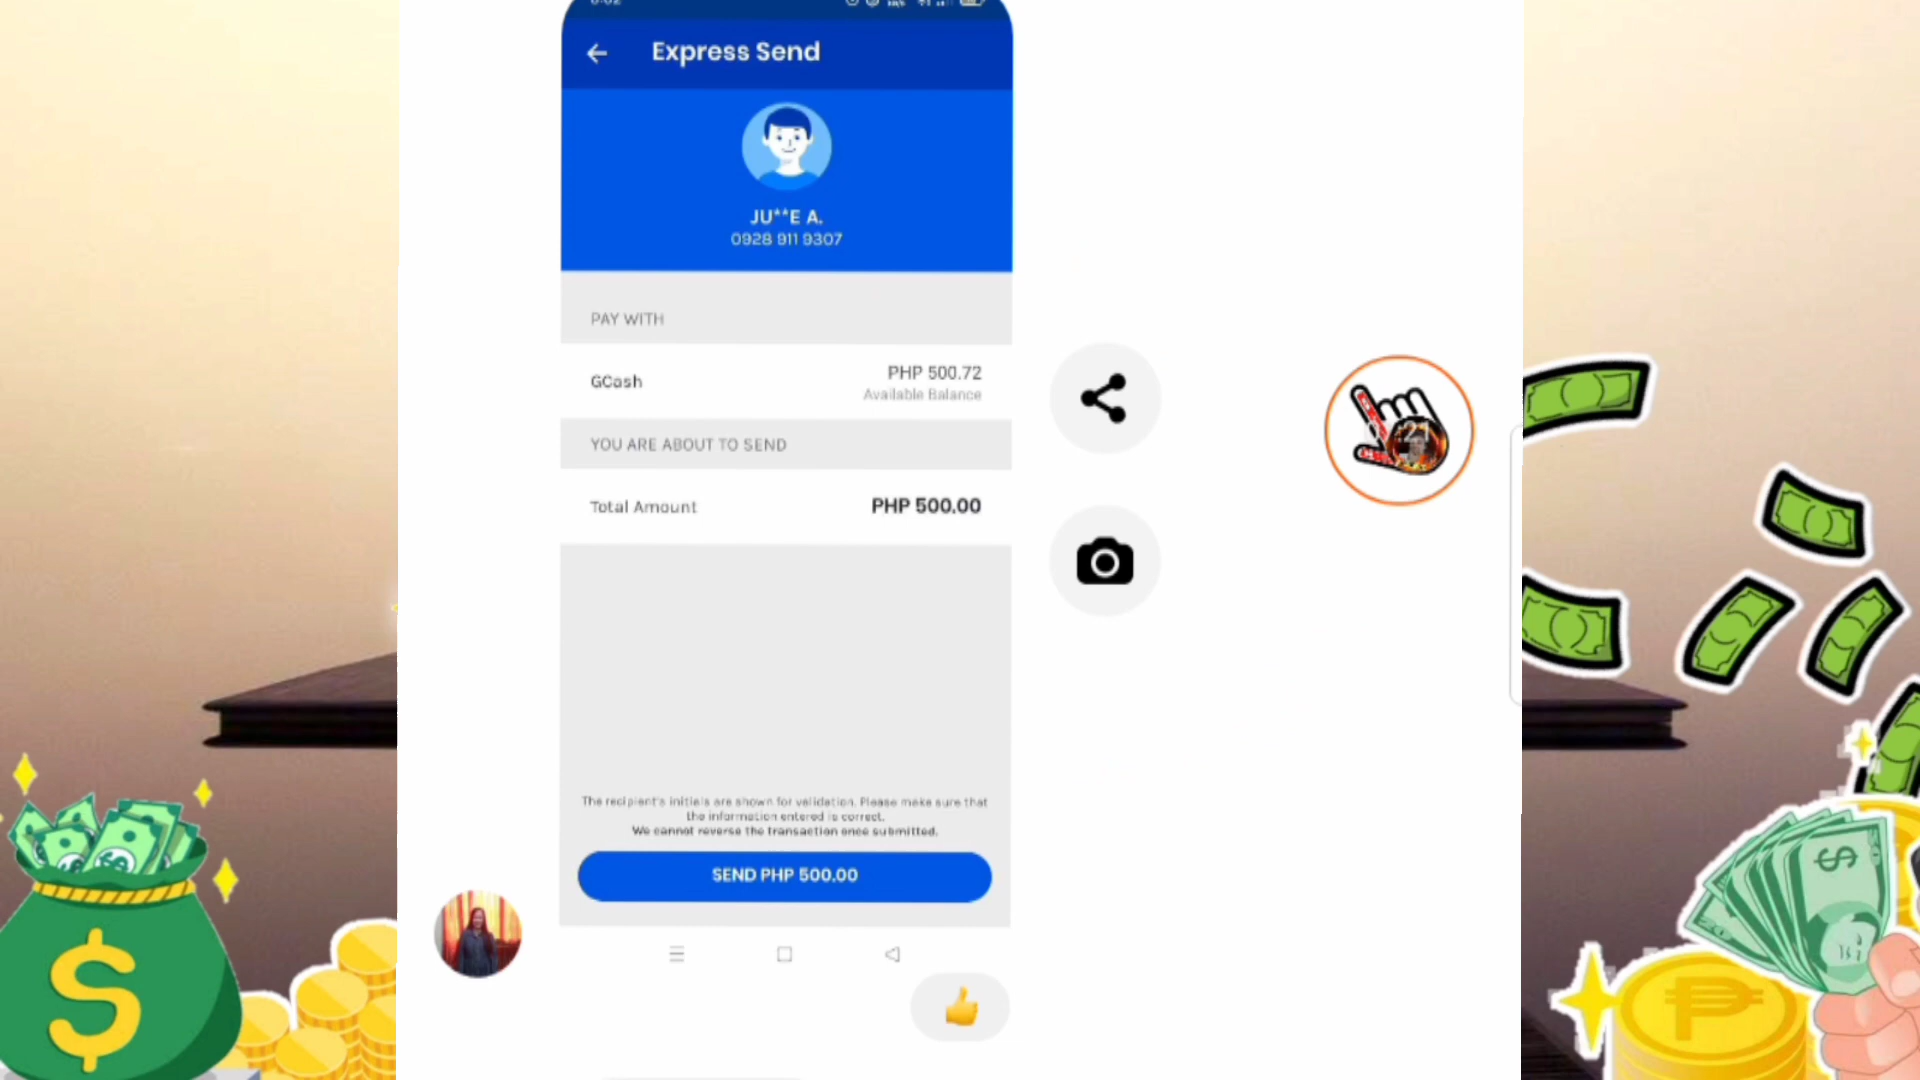 Express Send
JU**E A.
0928 911 9307
PAY WITH
GCash
PHP 500.72
Available Balance
YOU ARE ABOUT TO SEND
Total Amount
PHP 500.00
The recipient's initials are shown for validation. Please make sure that
the information entered is correct.
We cannot reverse the transaction once submitted.
SEND PHP 500.00